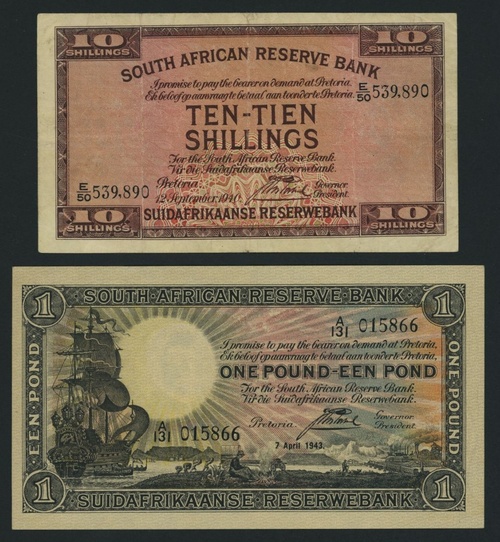 10 SHILLINGS
10 SHILLINGS
SOUTH AFRICAN RESERVE BANK
I promise to pay the bearer on demand at Pretoria.
Ek beloof op aanvraag te betaal aan toonder te Pretoria.
E/50 539,890
TEN-TIEN
SHILLINGS
For the South African Reserve Bank.
Vir die Suidafrikaanse Reserwebank.
E/50 539,890
Pretoria
12 September 1940.
Governor
President.
SUIDAFRIKAANSE RESERWEBANK
10 SHILLINGS
10 SHILLINGS
1 SOUTH AFRICAN RESERVE BANK 1
A/131 015866
I promise to pay the bearer on demand at Pretoria,
Ek beloof op aanvraag te betaal aan toonder te Pretoria,
ONE POUND-EEN POND
For the South African Reserve Bank.
Vir die Suidafrikaanse Reserwebank.
EEN POND
ONE POUND
A/131 015866
Pretoria
Governor.
President
7 April 1943.
1 SUIDAFRIKAANSE RESERWEBANK 1